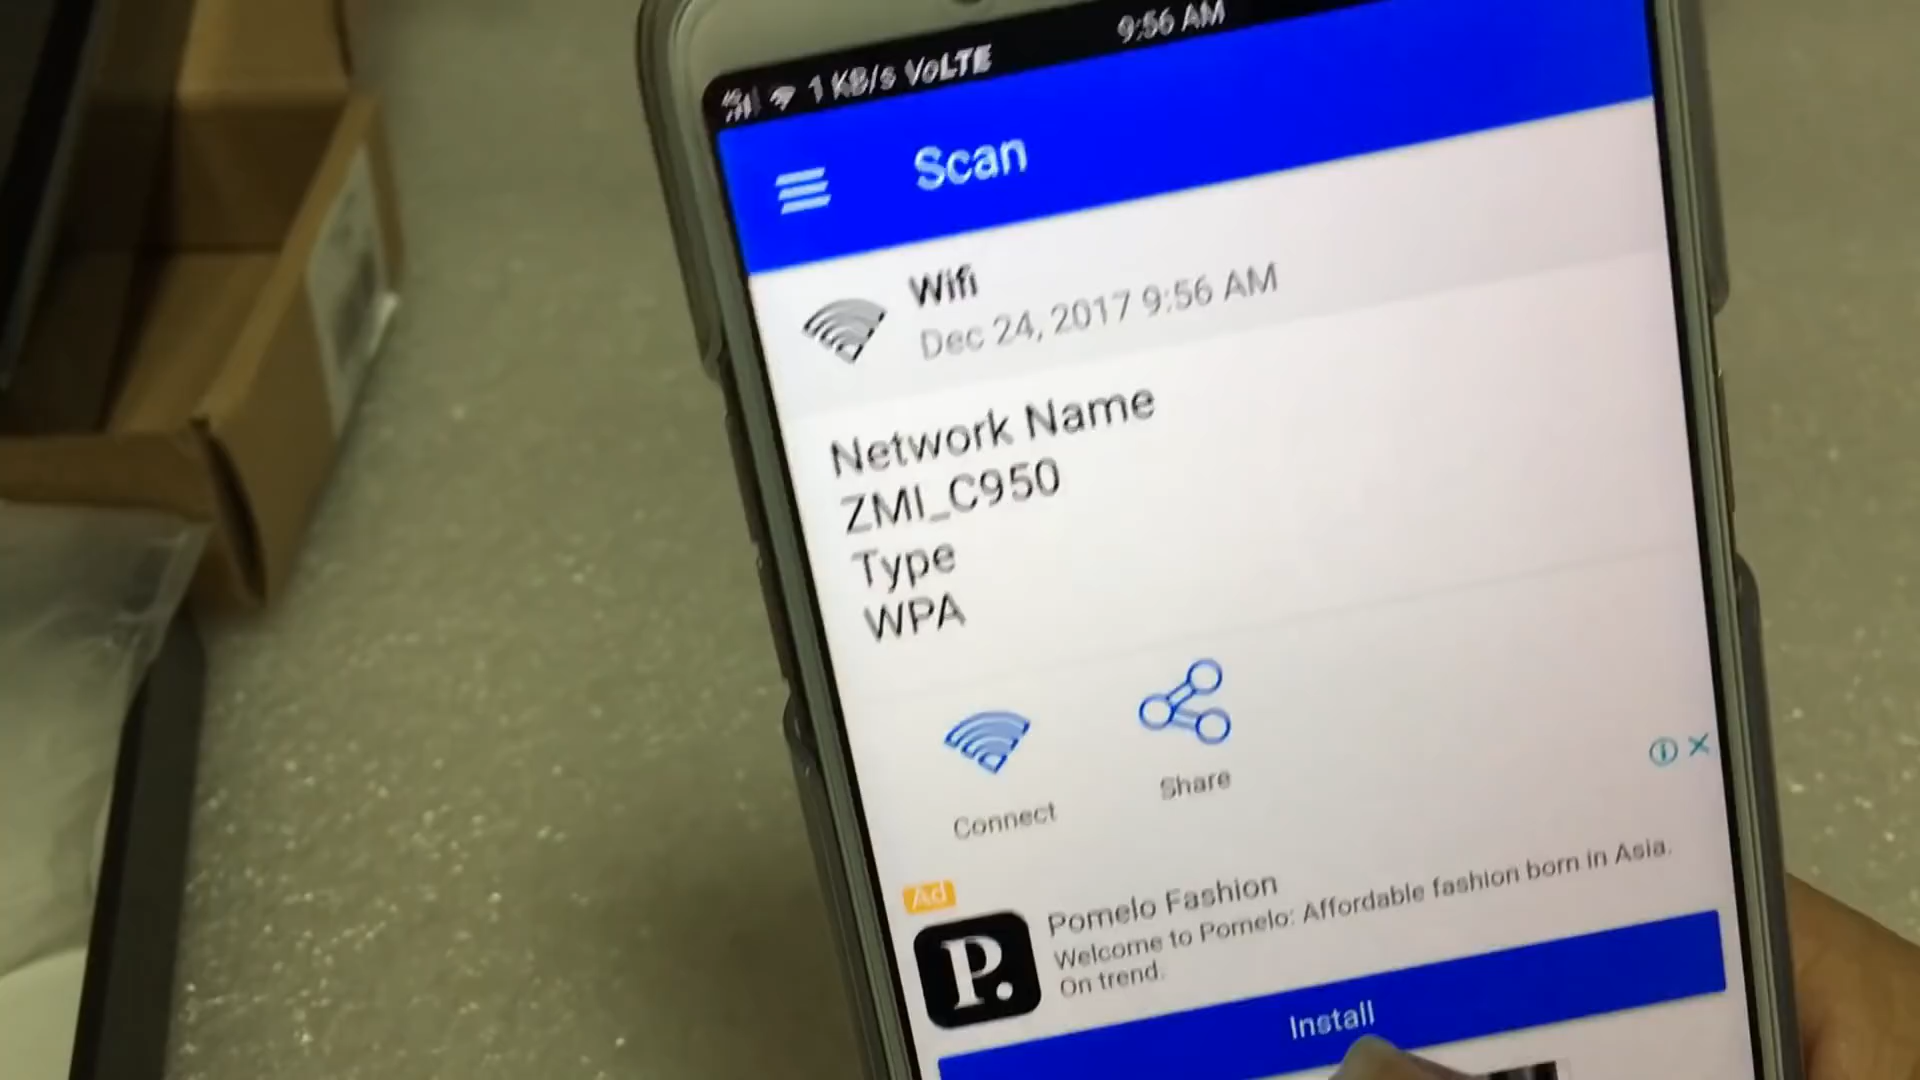 9:56 AM
1 KB/s VoLTE
Scan
Wifi
Dec 24, 2017 9:56 AM
Network Name
ZMI_C950
Type
WPA
Connect
Share
Ad
P.
Pomelo Fashion
Welcome to Pomelo: Affordable fashion born in Asia.
On trend.
Install